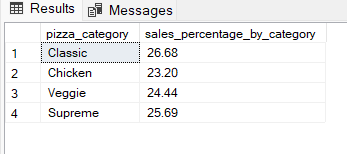 Results Messages
pizza_category sales_percentage_by_category
1 Classic 26.68
2 Chicken 23.20
3 Veggie 24.44
4 Supreme 25.69